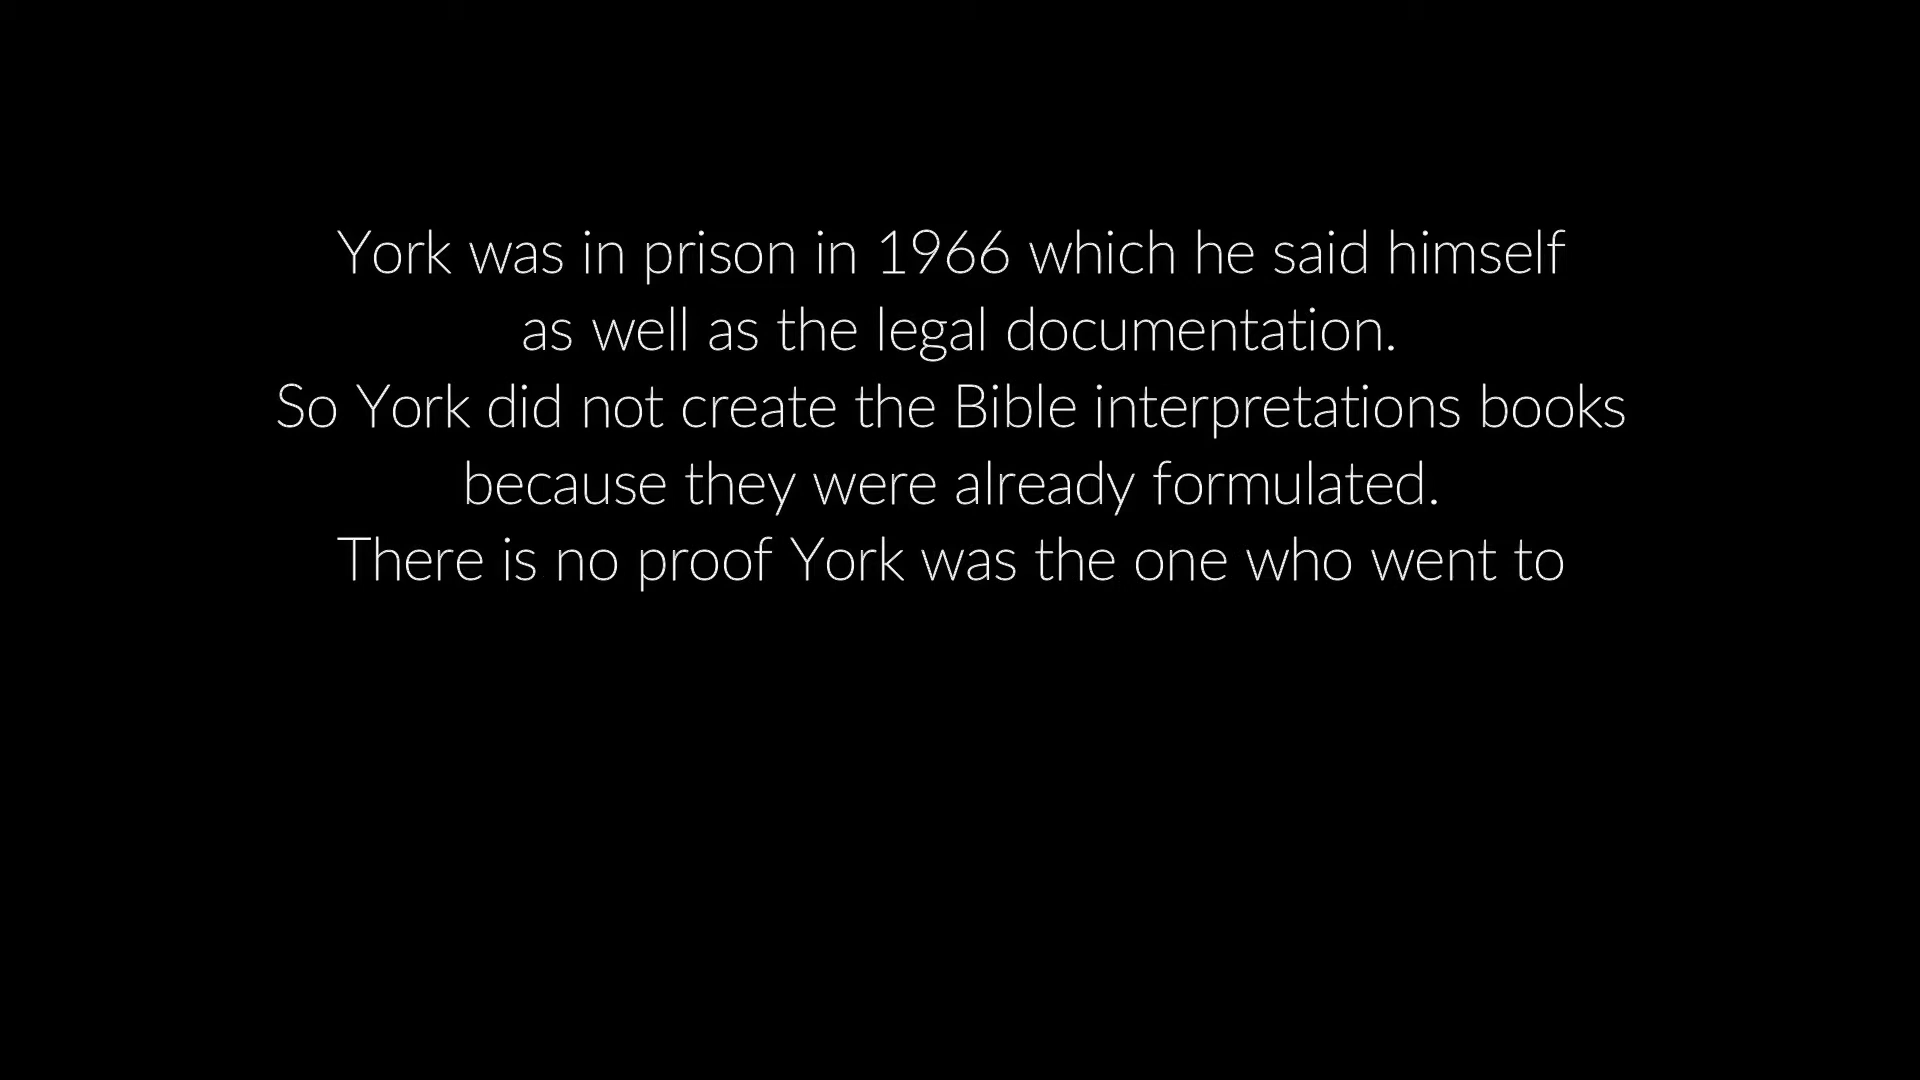 York was in prison in 1966 which he said himself
as well as the legal documentation.
So York did not create the Bible interpretations books
because they were already formulated.
There is no proof York was the one who went to